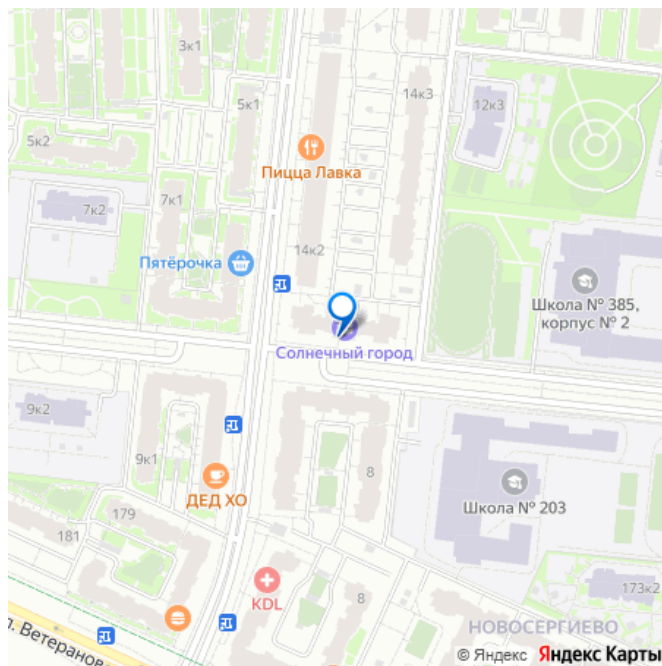 3к1
5к1
14к3
12к3
5к2
Пицца Лавка
7к1
7к2
14к2
Пятёрочка
Школа № 385,
корпус № 2
Солнечный город
9к2
9к1
8
ДЕД ХО
Школа № 203
179
181
KDL
8
173к2
НОВОСЕРГИЕВО
л. Ветеранов
© Яндекс Яндекс Карты